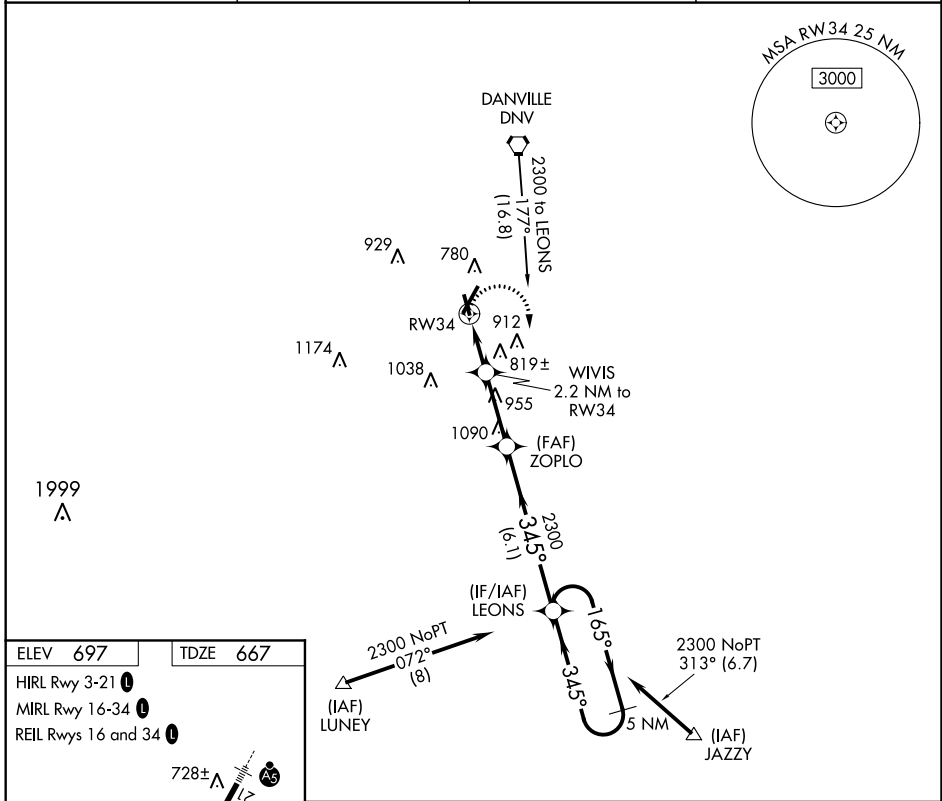 MSA RW34 25 NM
3000
DANVILLE
DNV
2300 to LEONS
177°
(16.8)
929
780
RW34
912
1174
819±
1038
WIVIS
2.2 NM to
RW34
955
1090
(FAF)
ZOPLO
1999
2300
345°
(6.1)
(IF/IAF)
LEONS
165°
2300 NoPT
072°
(8)
2300 NoPT
313° (6.7)
345°
5 NM
(IAF)
LUNEY
(IAF)
JAZZY
ELEV 697
TDZE 667
HIRL Rwy 3-21 L
MIRL Rwy 16-34 L
REIL Rwys 16 and 34 L
728±
A5
21